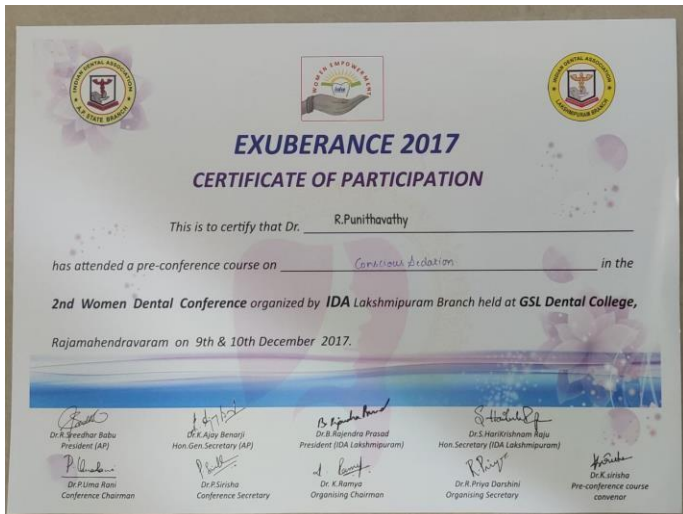 INDIAN DENTAL ASSOCIATION
A.P STATE BRANCH
WOMEN EMPOWERMENT
INDIAN DENTAL ASSOCIATION
LAKSHMIPURAM BRANCH
EXUBERANCE 2017
CERTIFICATE OF PARTICIPATION
This is to certify that Dr. R.Punithavathy
has attended a pre-conference course on Conscious Sedation in the
2nd Women Dental Conference organized by IDA Lakshmipuram Branch held at GSL Dental College,
Rajamahendravaram on 9th & 10th December 2017.
Dr.R.Sreedhar Babu
President (AP)
Dr.K.Ajay Benarji
Hon.Gen.Secretary (AP)
Dr.B.Rajendra Prasad
President (IDA Lakshmipuram)
Dr.S.HariKrishnam Raju
Hon.Secretary (IDA Lakshmipuram)
Dr.P.Uma Rani
Conference Chairman
Dr.P.Sirisha
Conference Secretary
Dr. K.Ramya
Organising Chairman
Dr.R.Priya Darshini
Organising Secretary
Dr.K.sirisha
Pre-conference course
convenor